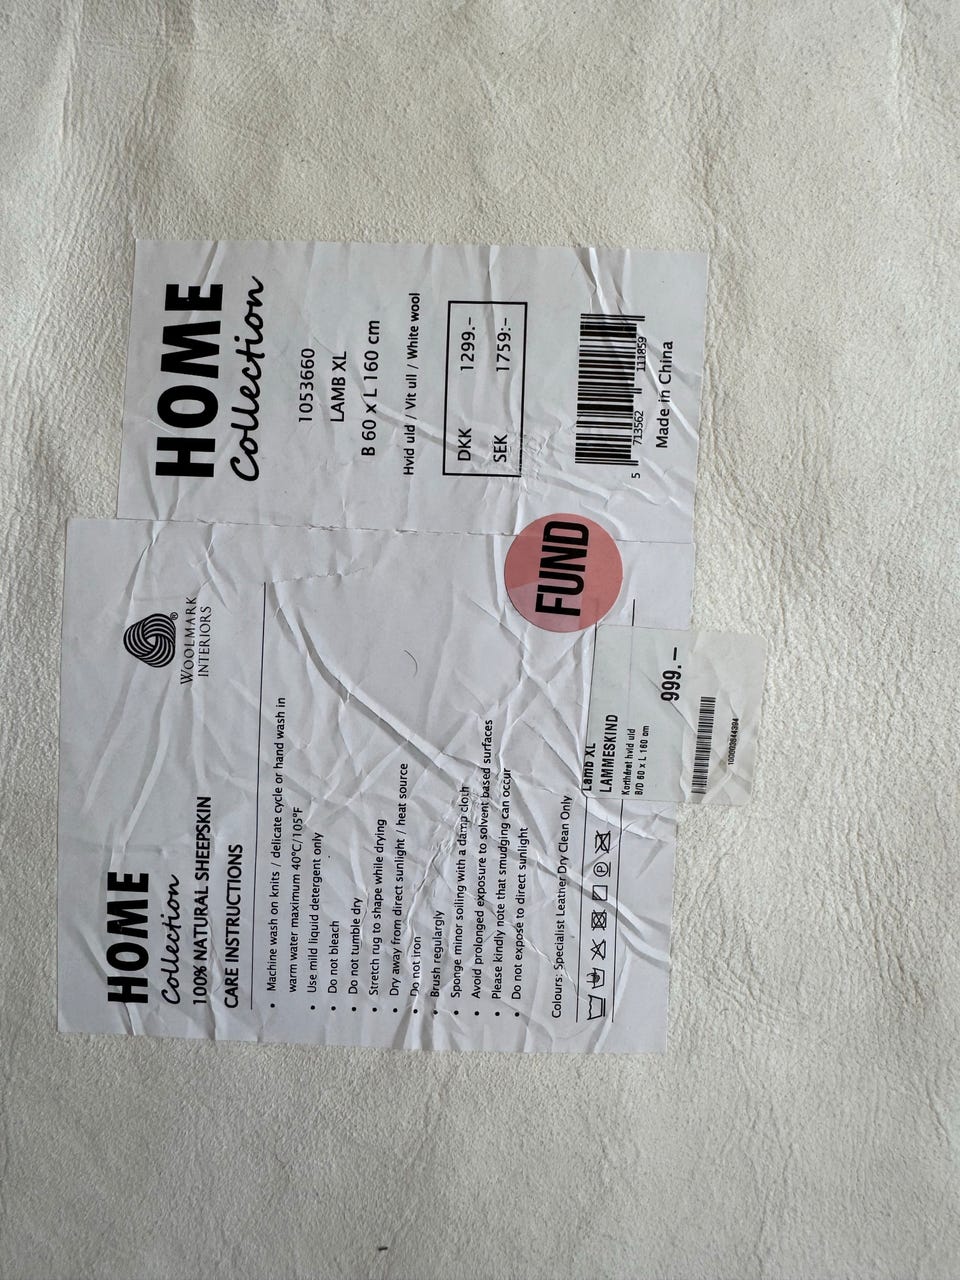 HOME
Collection
100% NATURAL SHEEPSKIN
CARE INSTRUCTIONS
WOOLMARK
INTERIORS
• Machine wash on knits / delicate cycle or hand wash in
warm water maximum 40°C/105°F
• Use mild liquid detergent only
• Do not bleach
• Do not tumble dry
• Stretch rug to shape while drying
• Dry away from direct sunlight / heat source
• Do not iron
• Brush regulargly
• Sponge minor soiling with a damp cloth
• Avoid prolonged exposure to solvent based surfaces
• Please kindly note that smudging can occur
• Do not expose to direct sunlight
Colours: Specialist Leather Dry Clean Only
P
HOME
Collection
1053660
LAMB XL
B 60 x L 160 cm
Hvid uld / Vit ull / White wool
DKK 1299.-
SEK 1759:-
5 713562 111859
Made in China
FUND
Lamb XL
LAMMESKIND
Korthåret hvid uld
B/D 60 x L 160 cm
999.-